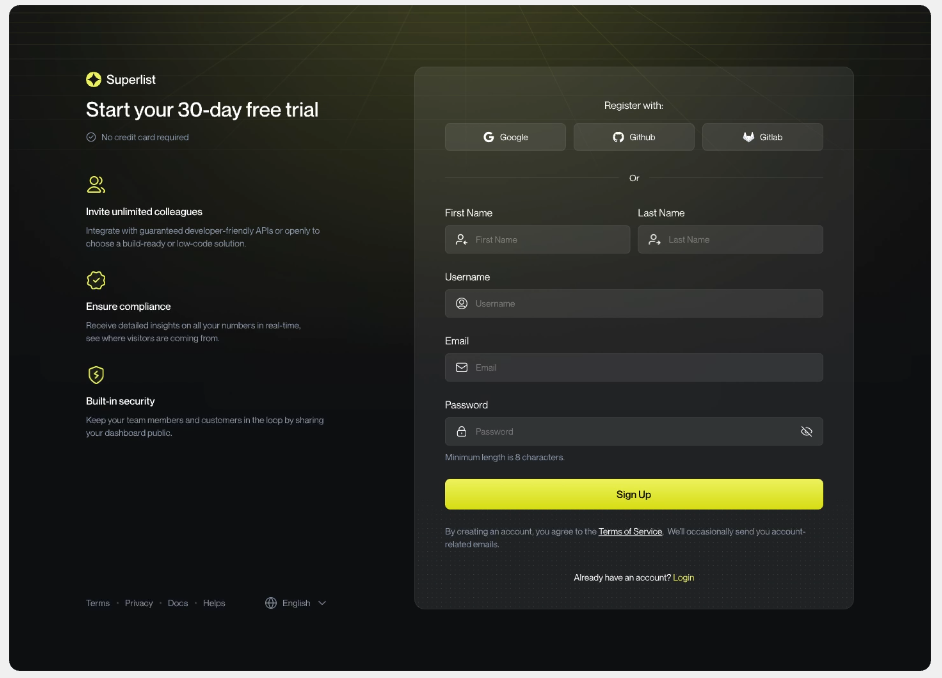 Superlist
Start your 30-day free trial
No credit card required
Invite unlimited colleagues
Integrate with guaranteed developer-friendly APIs or openly to
choose a build-ready or low-code solution.
Ensure compliance
Receive detailed insights on all your numbers in real-time,
see where visitors are coming from.
Built-in security
Keep your team members and customers in the loop by sharing
your dashboard public.
Terms · Privacy · Docs · Helps
English
Register with:
Google
Github
Gitlab
Or
First Name
Last Name
First Name
Last Name
Username
Username
Email
Email
Password
Password
Minimum length is 8 characters.
Sign Up
By creating an account, you agree to the Terms of Service. We'll occasionally send you account-
related emails.
Already have an account? Login